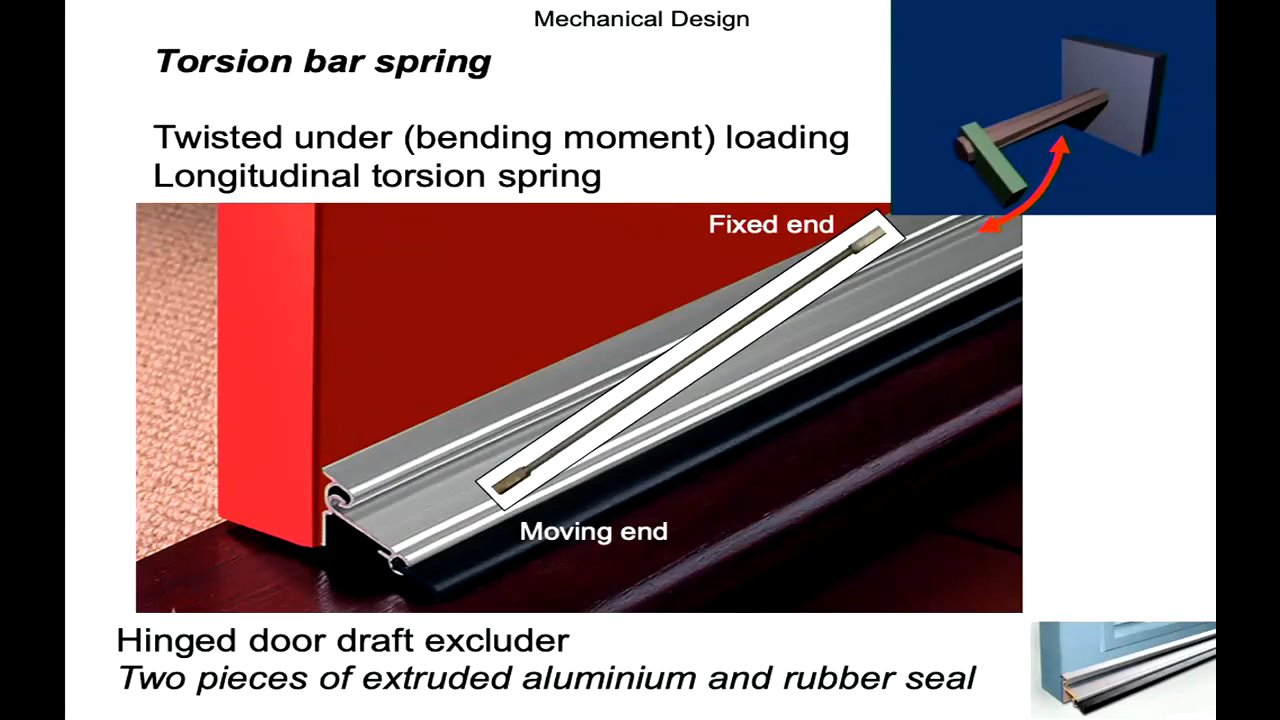 Mechanical Design
Torsion bar spring
Twisted under (bending moment) loading
Longitudinal torsion spring
Fixed end
Moving end
Hinged door draft excluder
Two pieces of extruded aluminium and rubber seal